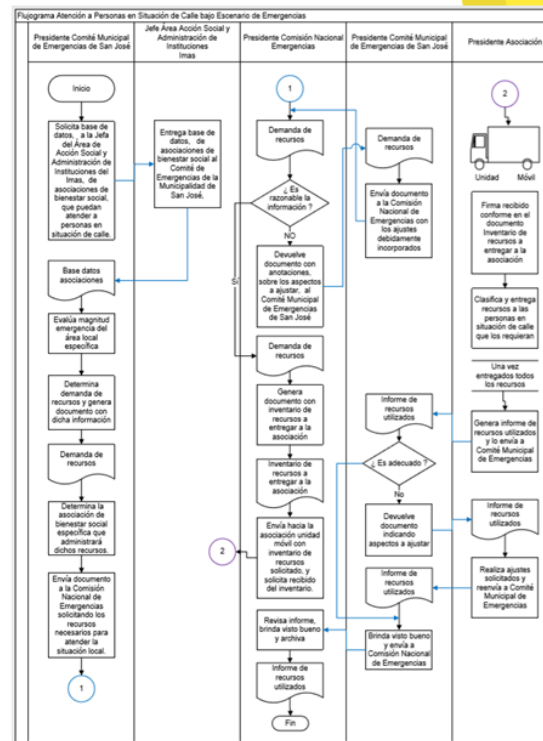 Flujograma Atención a Personas en Situación de Calle bajo Escenario de Emergencias
Presidente Comité Municipal
de Emergencias de San José
Jefe Área Acción Social y
Administración de
Instituciones
Imas
Presidente Comisión Nacional
Emergencias
Presidente Comité Municipal
de Emergencias de San José
Presidente Asociación
Inicio
Solicita base de
datos, , a la Jefa
del Área de
Acción Social y
Administración de
Instituciones del
Imas, de
asociaciones de
bienestar social,
que puedan
atender a
personas en
situación de calle.
Base datos
asociaciones
Evalúa magnitud
emergencia del
área local
específica
Determina
demanda de
recursos y genera
documento con
dicha información
Demanda de
recursos
Determina la
asociación de
bienestar social
específica que
administrará
dichos recursos.
Envía documento
a la Comisión
Nacional de
Emergencias
solicitando los
recursos
necesarios para
atender la
situación local.
1
Entrega base de
datos, de
asociaciones de
bienestar social al
Comité de
Emergencias de la
Municipalidad de
San José,
1
Demanda de
recursos
¿ Es
razonable la
información ?
NO
SI
Devuelve
documento con
anotaciones,
sobre los aspectos
a ajustar, al
Comité Municipal
de Emergencias
de San José
Demanda de
recursos
Genera
documento con
inventario de
recursos a
entregar a la
asociación
Inventario de
recursos a
entregar a la
asociación
Envía hacia la
asociación unidad
móvil con
inventario de
recursos
solicitado, y
solicita recibido
del inventario.
2
Revisa informe,
brinda visto bueno y
archiva
Informe de
recursos
utilizados
Fin
Demanda de
recursos
Envía documento
a la Comisión
Nacional de
Emergencias con
los ajustes
debidamente
incorporados
Informe de
recursos
utilizados
¿ Es adecuado ?
No
Devuelve
documento
indicando
aspectos a ajustar
Informe de
recursos
utilizados
Brinda visto bueno y
envía a
Comisión Nacional
de Emergencias
2
Unidad Móvil
Firma recibido
conforme en el
documento
Inventario de
recursos a
entregar a la
asociación
Clasifica y entrega
recursos a las
personas en
situación de calle
que los requieran
Una vez
entregados todos
los recursos
Genera informe de
recursos utilizados
y lo envía a
Comité Municipal
de Emergencias
Informe de
recursos
utilizados
Realiza ajustes
solicitados y
reenvía a Comité
Municipal de
Emergencias